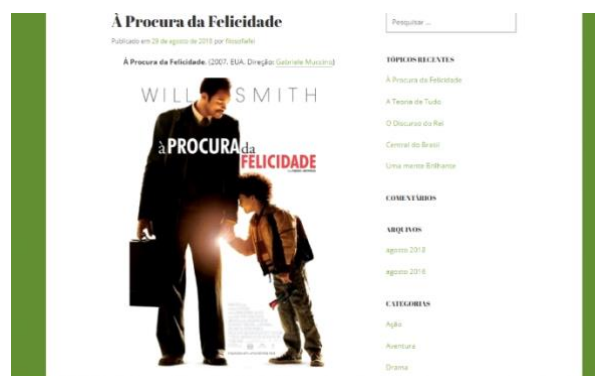 À Procura da Felicidade
Publicado em 28 de agosto de 2018 por filosofiafei
À Procura da Felicidade. (2007. EUA. Direção: Gabriele Muccino)
WILL SMITH
à PROCURA da
FELICIDADE
Pesquisar ...
TÓPICOS RECENTES
À Procura da Felicidade
A Teoria de Tudo
O Discurso do Rei
Central do Brasil
Uma mente Brilhante
COMENTÁRIOS
ARQUIVOS
agosto 2018
agosto 2016
CATEGORIAS
Ação
Aventura
Drama